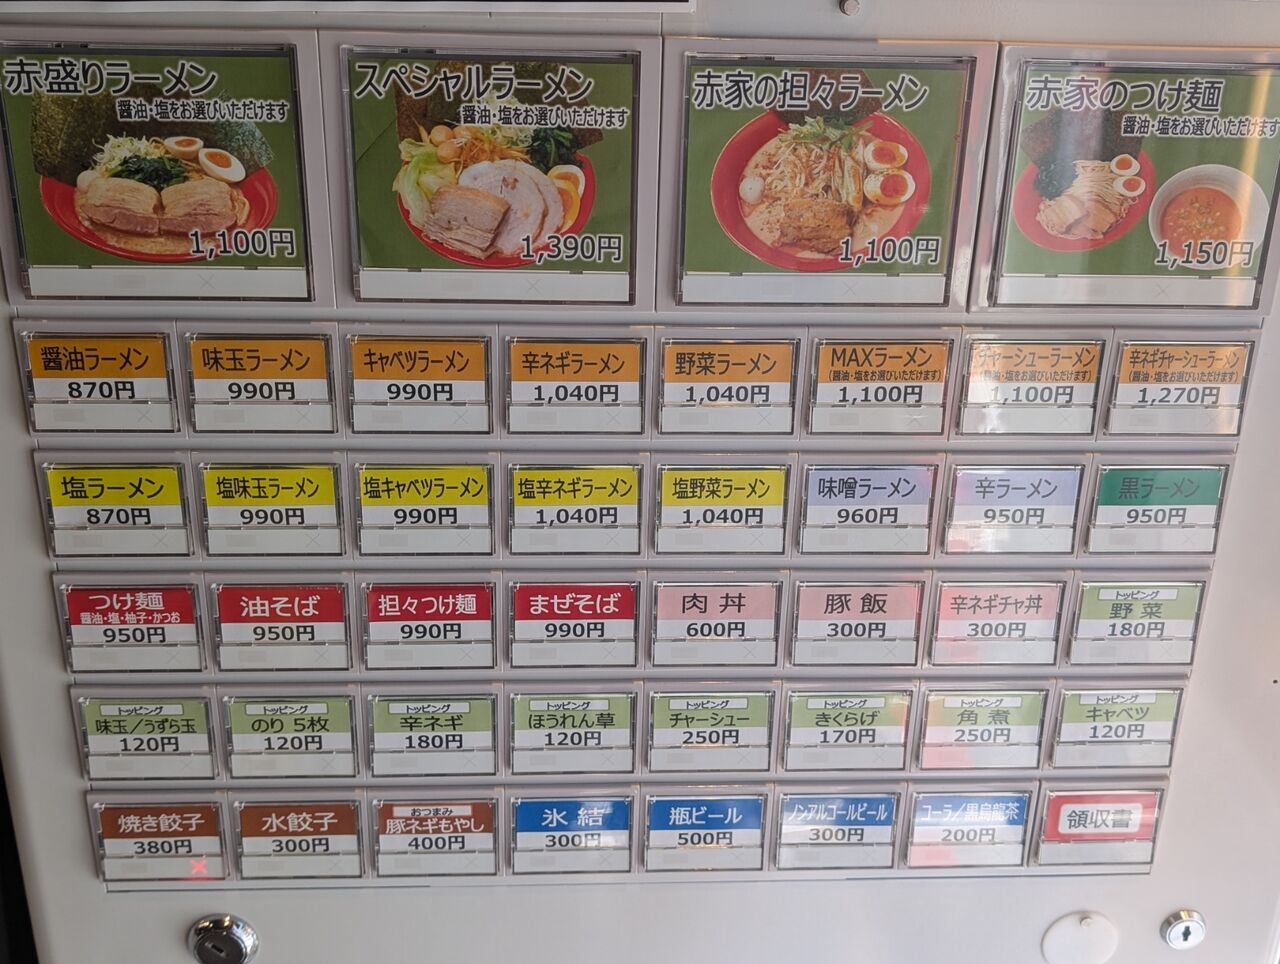 赤盛りラーメン
醤油・塩をお選びいただけます
1,100円
スペシャルラーメン
醤油・塩をお選びいただけます
1,390円
赤家の担々ラーメン
1,100円
赤家のつけ麺
醤油・塩をお選びいただけます
1,150円
醤油ラーメン
870円
味玉ラーメン
990円
キャベツラーメン
990円
辛ネギラーメン
1,040円
野菜ラーメン
1,040円
MAXラーメン
(醤油・塩をお選びいただけます)
1,100円
チャーシューラーメン
(醤油・塩をお選びいただけます)
1,100円
辛ネギチャーシューラーメン
(醤油・塩をお選びいただけます)
1,270円
塩ラーメン
870円
塩味玉ラーメン
990円
塩キャベツラーメン
990円
塩辛ネギラーメン
1,040円
塩野菜ラーメン
1,040円
味噌ラーメン
960円
辛ラーメン
950円
黒ラーメン
950円
つけ麺
醤油・塩・柚子・かつお
950円
油そば
950円
担々つけ麺
990円
まぜそば
990円
肉丼
600円
豚飯
300円
辛ネギチャ丼
300円
トッピング
野菜
180円
トッピング
味玉/うずら玉
120円
トッピング
のり 5枚
120円
トッピング
辛ネギ
180円
トッピング
ほうれん草
120円
トッピング
チャーシュー
250円
トッピング
きくらげ
170円
トッピング
角煮
250円
トッピング
キャベツ
120円
焼き餃子
380円
×
水餃子
300円
おつまみ
豚ネギもやし
400円
氷結
300円
瓶ビール
500円
ノンアルコールビール
300円
コーラ/黒烏龍茶
200円
領収書